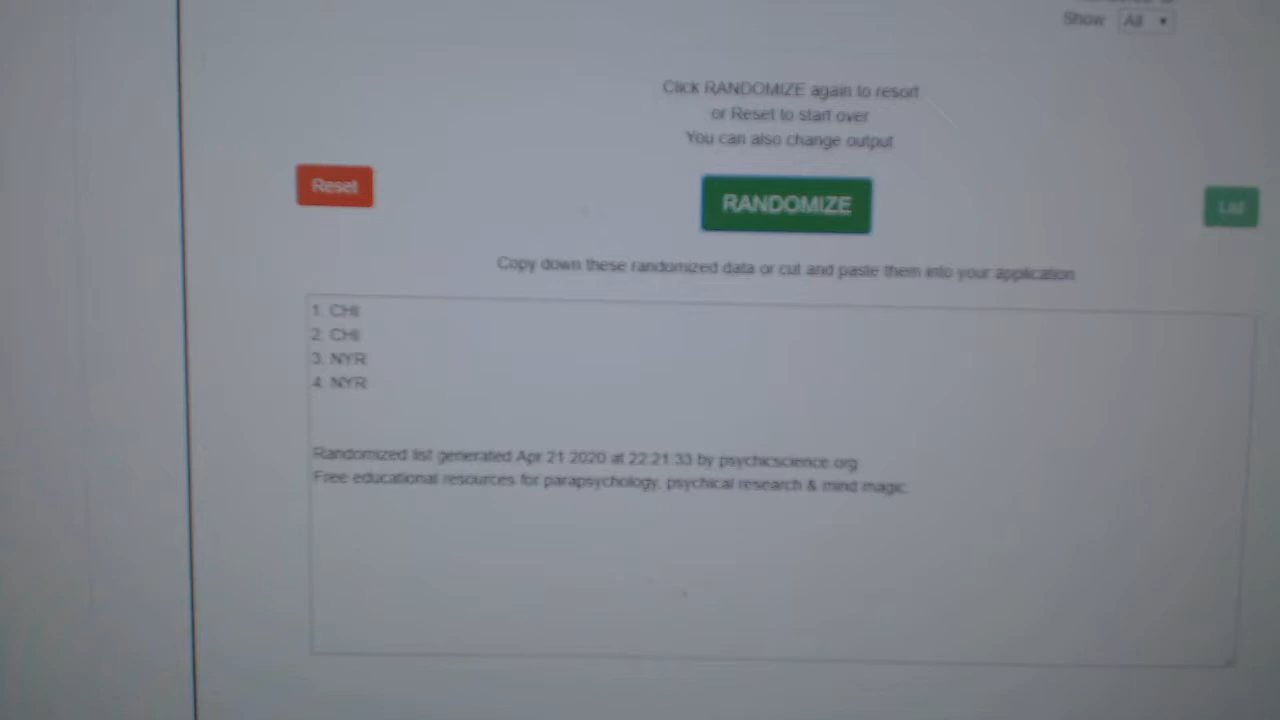 Show All
Click RANDOMIZE again to resort
or Reset to start over
You can also change output
Reset
RANDOMIZE
List
Copy down these randomized data or cut and paste them into your application
1. CHI
2. CHI
3. NYR
4. NYR
Randomized list generated Apr 21 2020 at 22:21:33 by psychicscience.org
Free educational resources for parapsychology, psychical research & mind magic.